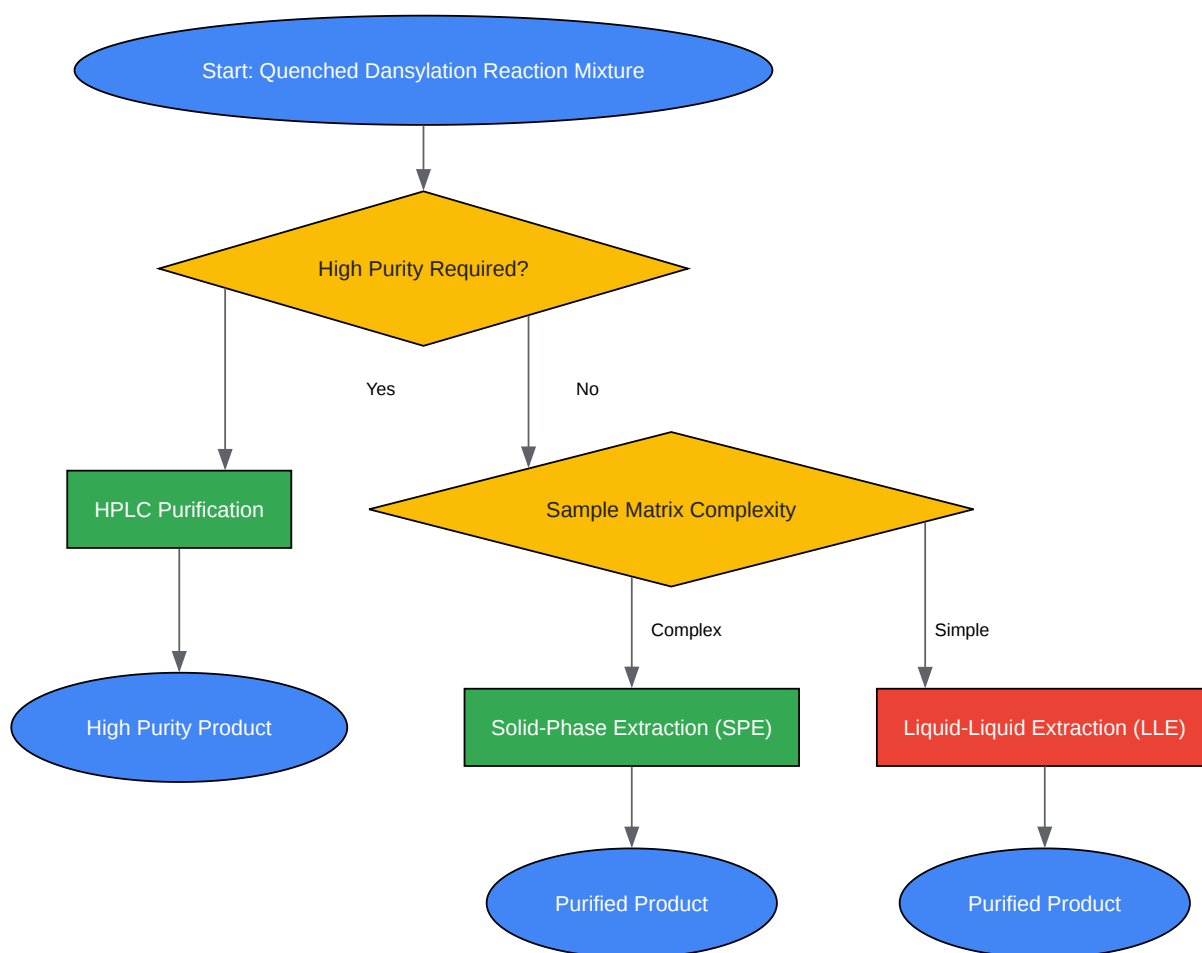 Start: Quenched Dansylation Reaction Mixture
High Purity Required?
Yes
No
HPLC Purification
Sample Matrix Complexity
Complex
Simple
High Purity Product
Solid-Phase Extraction (SPE)
Liquid-Liquid Extraction (LLE)
Purified Product
Purified Product